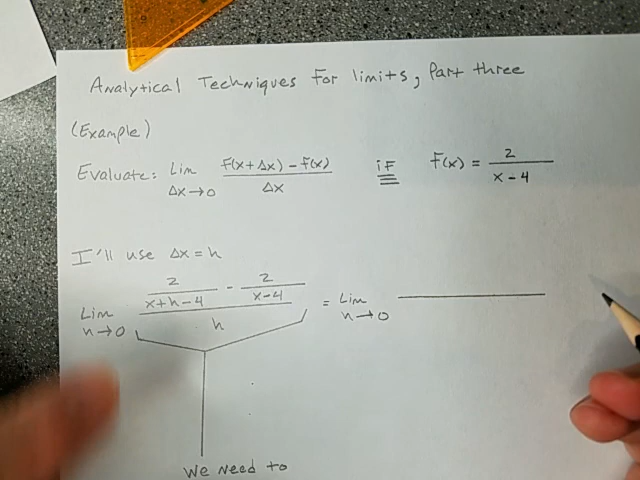 Analytical Techniques for limits, Part three
(Example)
Evaluate: Lim Δx→0 f(x+Δx) - f(x) / Δx if f(x) = 2 / x-4
I'll use Δx = h
Lim h→0 2 / x+h-4 - 2 / x-4 / h = Lim h→0
We need to